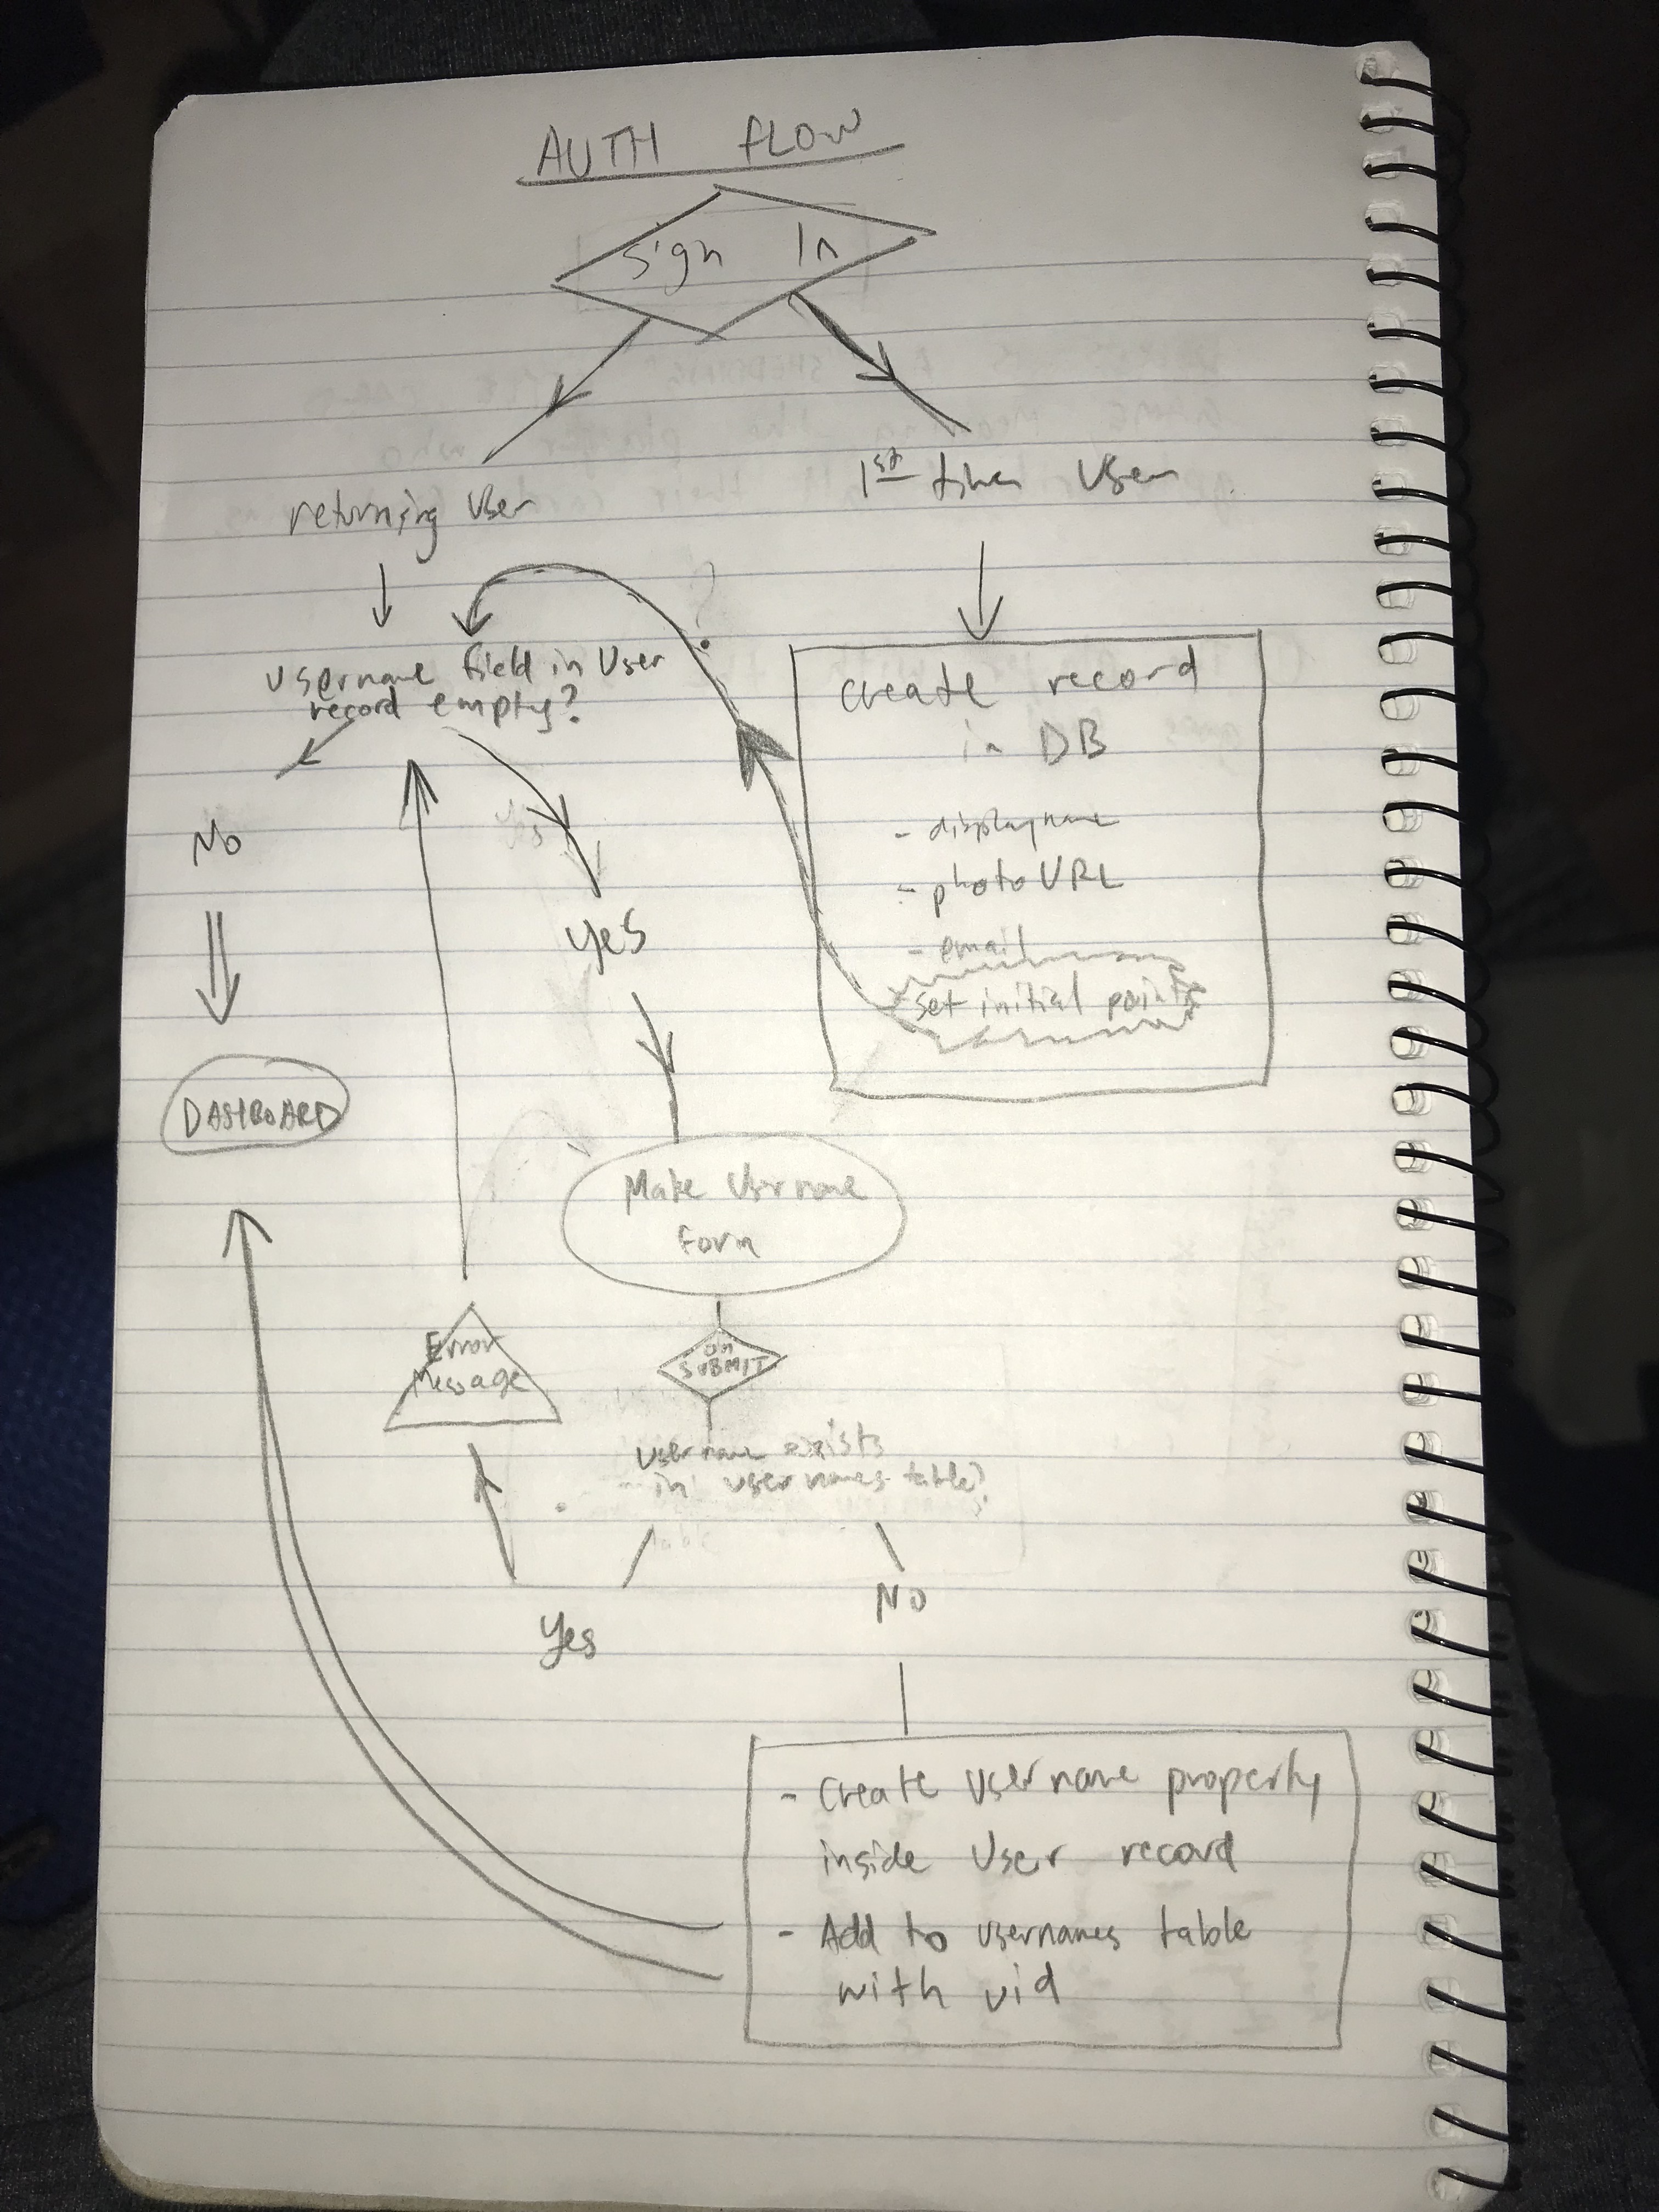 AUTH FLOW
Sign In
returning User
1st time User
Username field in User
record empty?
create record
in DB
- displayname
- photoURL
- email
- set initial points
No
Yes
DASHBOARD
Make Username
Form
Error
Message
on
SUBMIT
Username exists
in usernames table?
Yes
No
- Create Username property
inside User record
- Add to usernames table
with uid